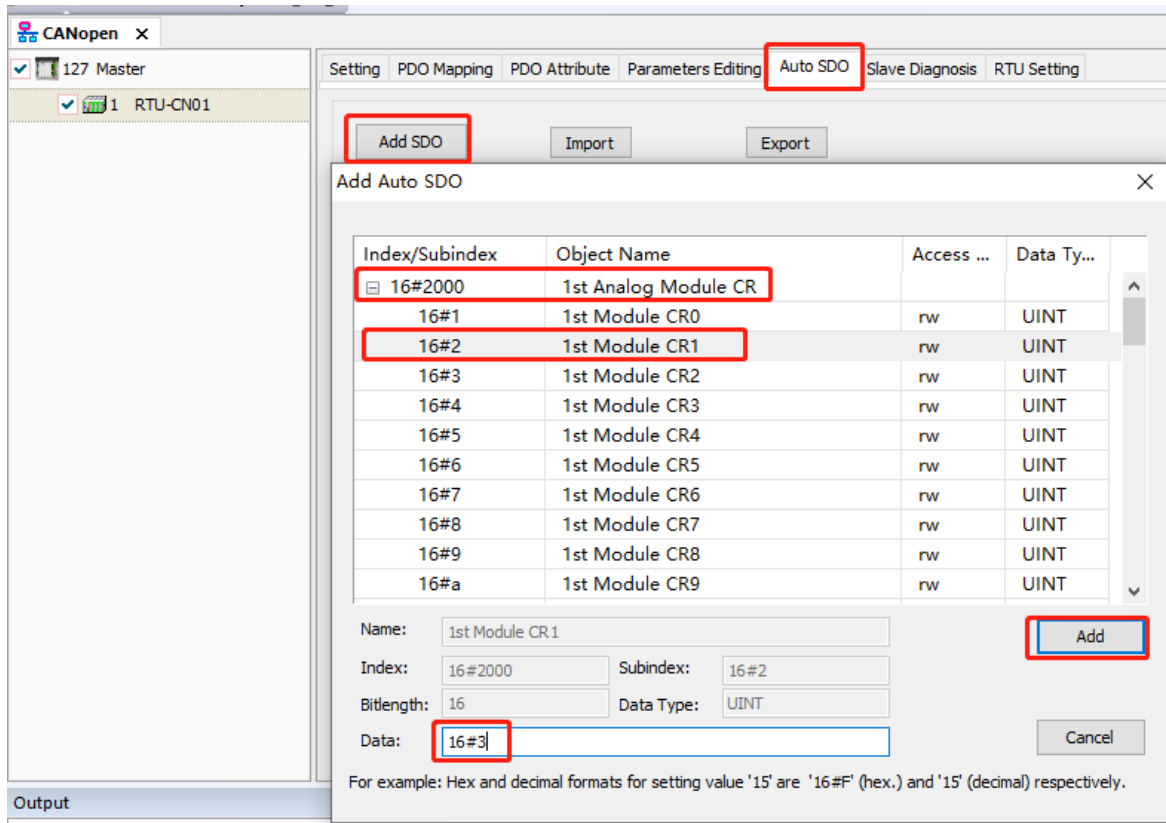 CANopen X
127 Master
1 RTU-CN01
Setting PDO Mapping PDO Attribute Parameters Editing Auto SDO Slave Diagnosis RTU Setting
Add SDO Import Export
Add Auto SDO
Index/Subindex Object Name Access ... Data Ty...
16#2000 1st Analog Module CR
16#1 1st Module CR0 rw UINT
16#2 1st Module CR1 rw UINT
16#3 1st Module CR2 rw UINT
16#4 1st Module CR3 rw UINT
16#5 1st Module CR4 rw UINT
16#6 1st Module CR5 rw UINT
16#7 1st Module CR6 rw UINT
16#8 1st Module CR7 rw UINT
16#9 1st Module CR8 rw UINT
16#a 1st Module CR9 rw UINT
Name: 1st Module CR1 Add
Index: 16#2000 Subindex: 16#2
Bitlength: 16 Data Type: UINT
Data: 16#3 Cancel
For example: Hex and decimal formats for setting value '15' are '16#F' (hex.) and '15' (decimal) respectively.
Output